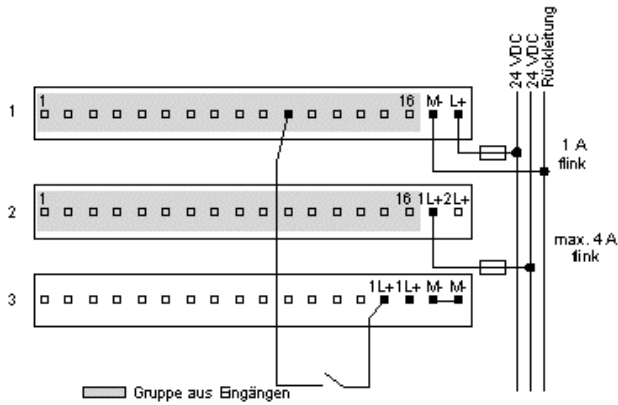 24 VDC
24 VDC
Rückleitung
1
1 16 M- L+
1 A
flink
2
1 16 1L+2L+
max. 4 A
flink
3
1L+ 1L+ M- M-
Gruppe aus Eingängen